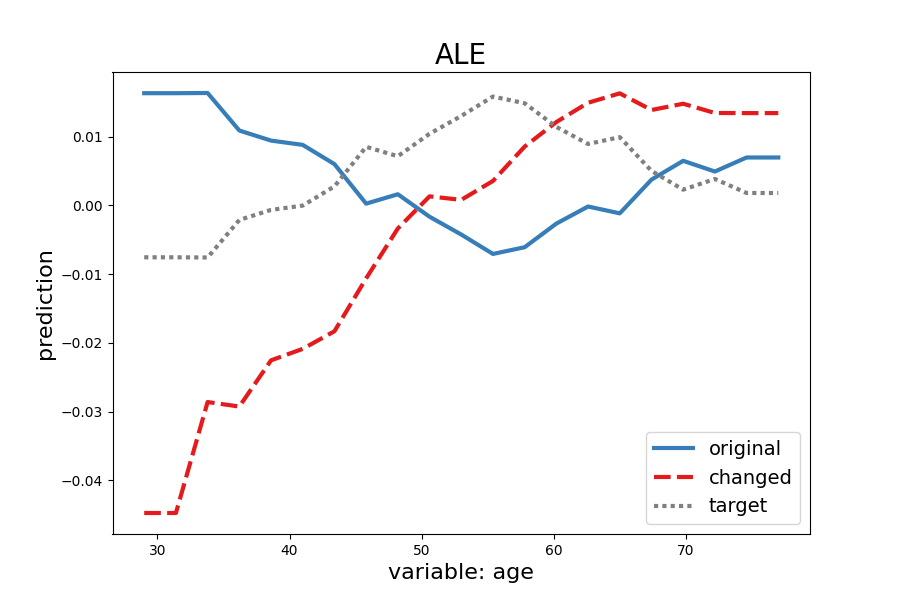 ALE
prediction
0.01
0.00
−0.01
−0.02
−0.03
−0.04
original
changed
target
30 40 50 60 70
variable: age